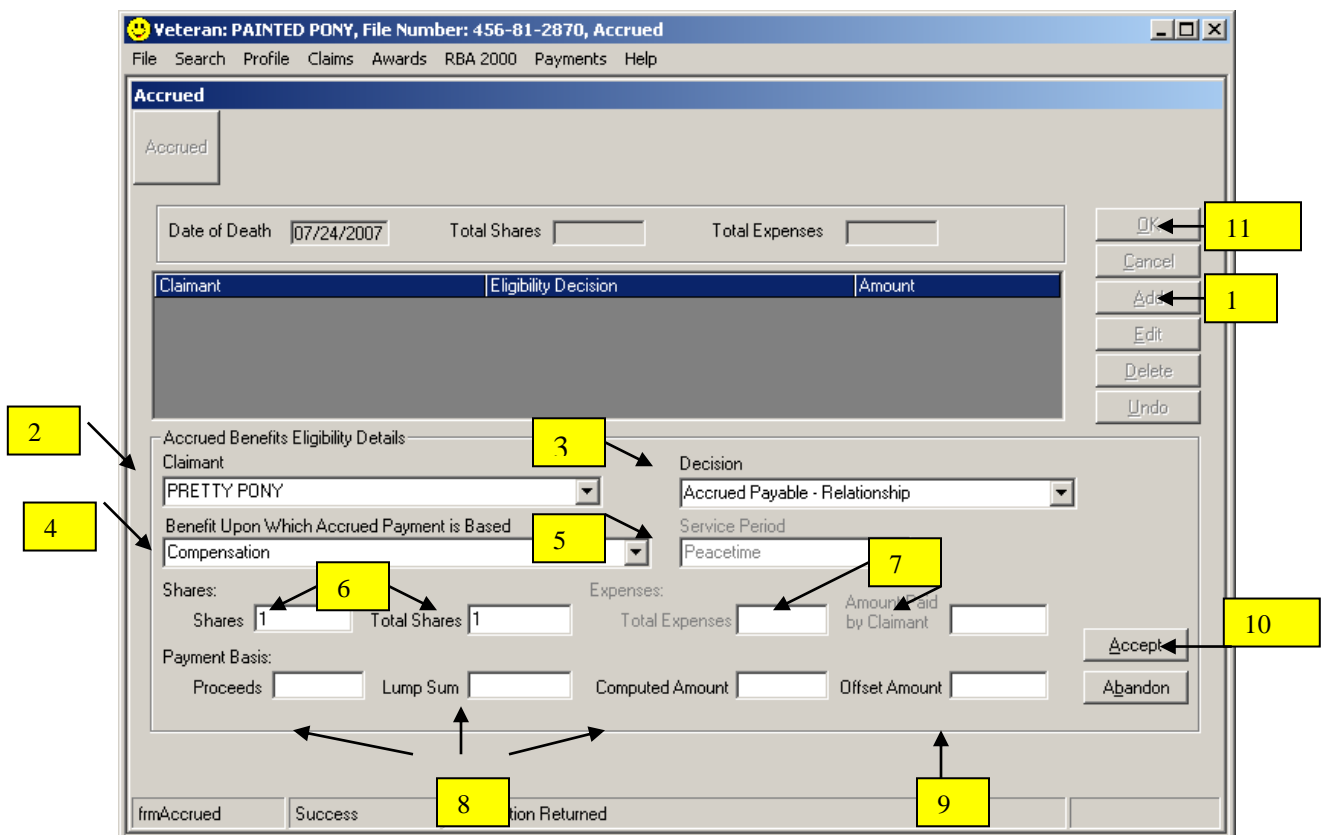 Veteran: PAINTED PONY, File Number: 456-81-2870, Accrued
File Search Profile Claims Awards RBA 2000 Payments Help
Accrued
Accrued
Date of Death 07/24/2007 Total Shares Total Expenses
OK
11
Cancel
Claimant Eligibility Decision Amount
Add
1
Edit
Delete
Undo
2
Accrued Benefits Eligibility Details
3
Claimant
Decision
PRETTY PONY
Accrued Payable - Relationship
4
Benefit Upon Which Accrued Payment is Based
5
Service Period
Compensation
Peacetime
7
Shares:
6
Expenses:
Shares 1 Total Shares 1 Total Expenses Amount Paid
by Claimant
10
Accept
Payment Basis:
Proceeds Lump Sum Computed Amount Offset Amount
Abandon
8
9
frmAccrued Success Returned